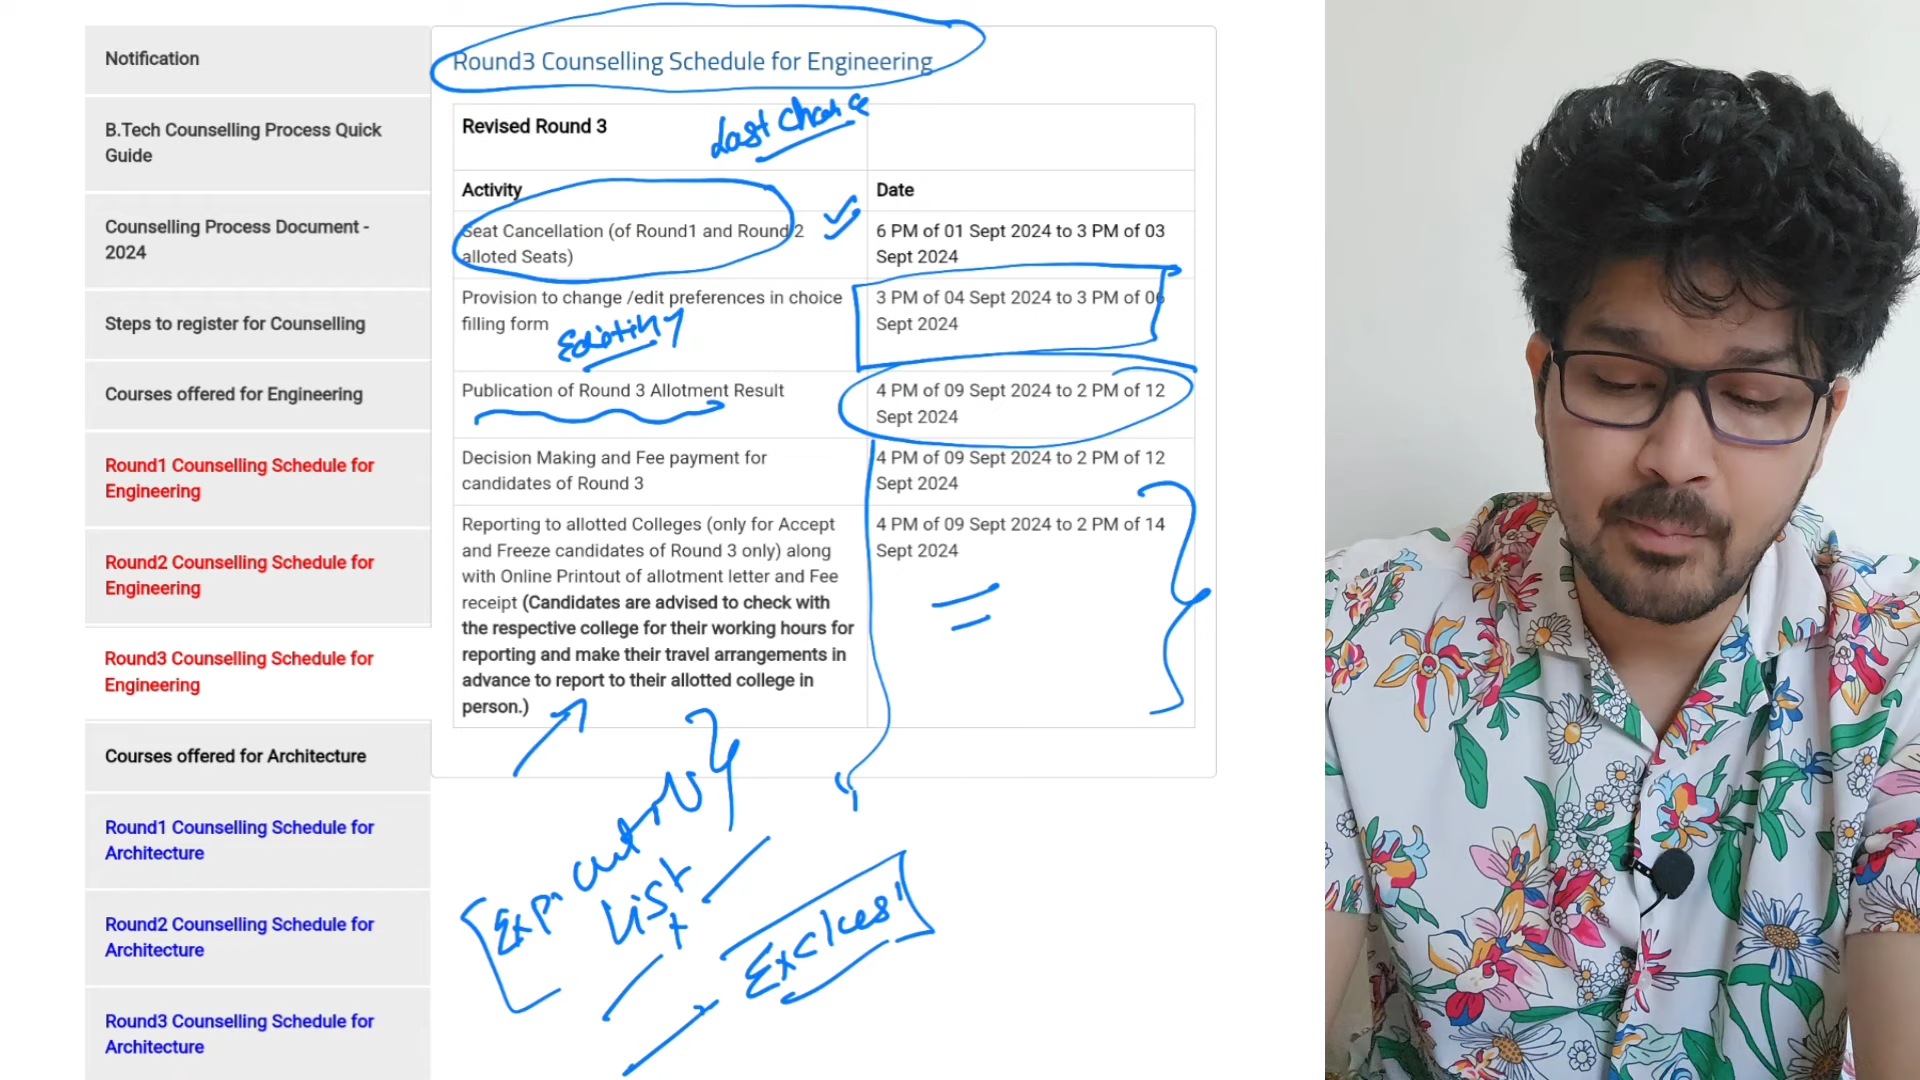 Notification
B.Tech Counselling Process Quick
Guide
Counselling Process Document -
2024
Steps to register for Counselling
Courses offered for Engineering
Round1 Counselling Schedule for
Engineering
Round2 Counselling Schedule for
Engineering
Round3 Counselling Schedule for
Engineering
Courses offered for Architecture
Round1 Counselling Schedule for
Architecture
Round2 Counselling Schedule for
Architecture
Round3 Counselling Schedule for
Architecture
Round3 Counselling Schedule for Engineering
Revised Round 3
Last chance
Activity
Date
Seat Cancellation (of Round1 and Round 2
alloted Seats)
6 PM of 01 Sept 2024 to 3 PM of 03
Sept 2024
Provision to change /edit preferences in choice
filling form
3 PM of 04 Sept 2024 to 3 PM of 06
Sept 2024
Publication of Round 3 Allotment Result
4 PM of 09 Sept 2024 to 2 PM of 12
Sept 2024
Decision Making and Fee payment for
candidates of Round 3
4 PM of 09 Sept 2024 to 2 PM of 12
Sept 2024
Reporting to allotted Colleges (only for Accept
and Freeze candidates of Round 3 only) along
with Online Printout of allotment letter and Fee
receipt (Candidates are advised to check with
the respective college for their working hours for
reporting and make their travel arrangements in
advance to report to their allotted college in
person.)
4 PM of 09 Sept 2024 to 2 PM of 14
Sept 2024
Exp. cut
List